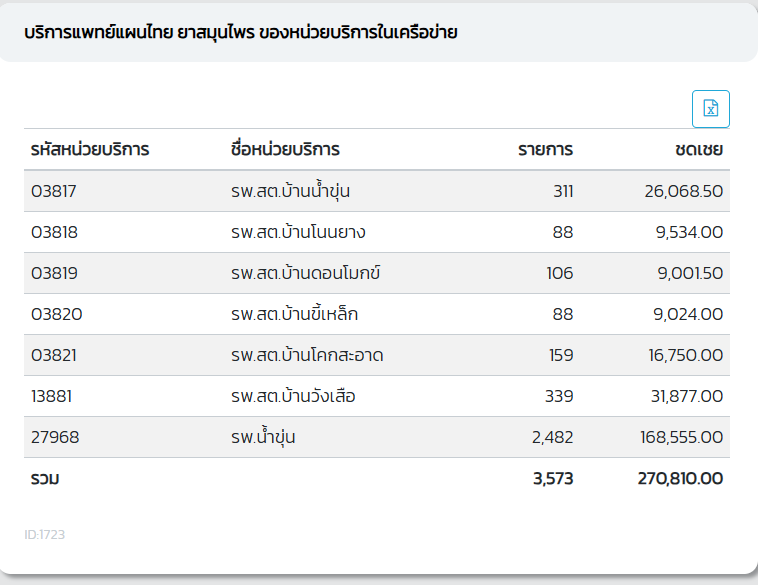 บริการแพทย์แผนไทย ยาสมุนไพร ของหน่วยบริการในเครือข่าย
รหัสหน่วยบริการ ชื่อหน่วยบริการ รายการ ชดเชย
03817 รพ.สต.บ้านน้ำขุ่น 311 26,068.50
03818 รพ.สต.บ้านโนนยาง 88 9,534.00
03819 รพ.สต.บ้านดอนโมกข์ 106 9,001.50
03820 รพ.สต.บ้านขี้เหล็ก 88 9,024.00
03821 รพ.สต.บ้านโคกสะอาด 159 16,750.00
13881 รพ.สต.บ้านวังเสือ 339 31,877.00
27968 รพ.น้ำขุ่น 2,482 168,555.00
รวม 3,573 270,810.00
ID:1723